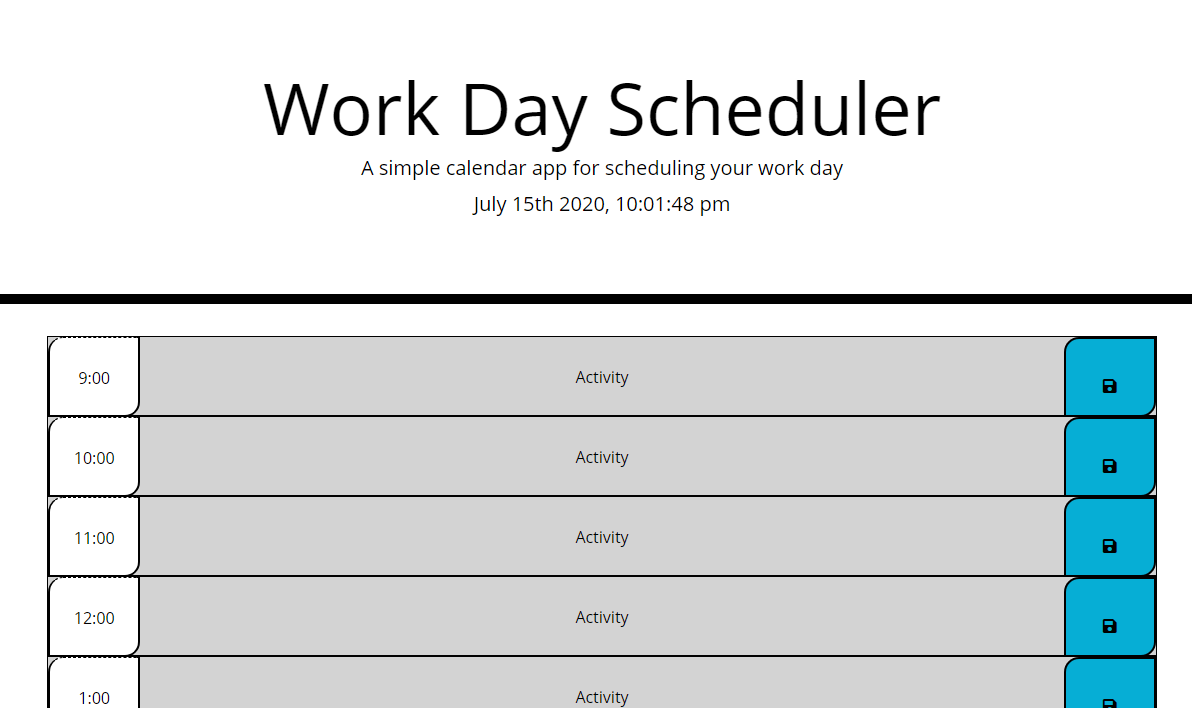 Work Day Scheduler
A simple calendar app for scheduling your work day
July 15th 2020, 10:01:48 pm
9:00 Activity
10:00 Activity
11:00 Activity
12:00 Activity
1:00 Activity